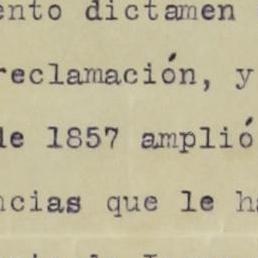 ento dictamen
reclamación, y
de 1857 amplió
ncias que le ha